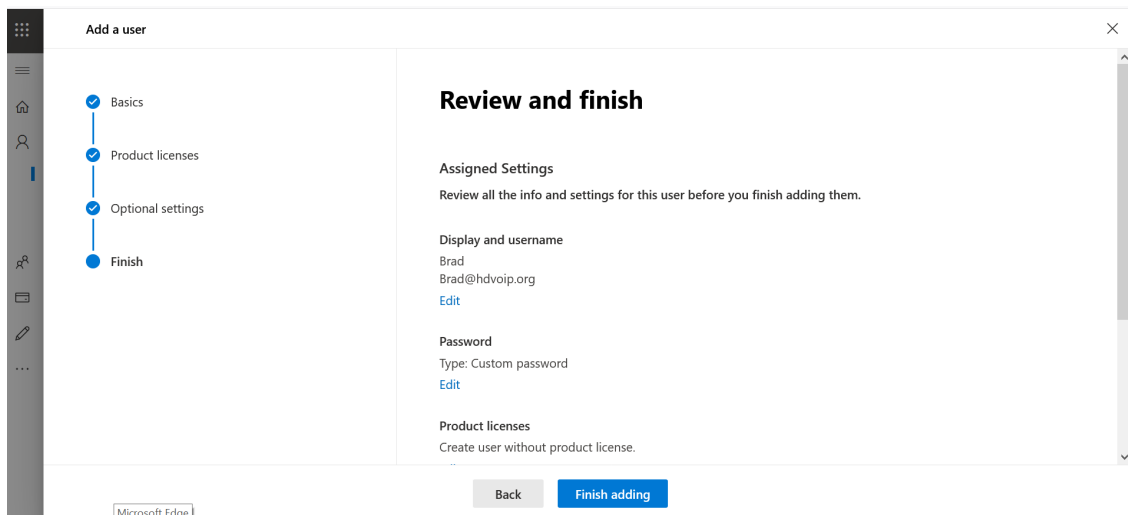 Add a user
Basics
Product licenses
Optional settings
Finish
Review and finish
Assigned Settings
Review all the info and settings for this user before you finish adding them.
Display and username
Brad
Brad@hdvoip.org
Edit
Password
Type: Custom password
Edit
Product licenses
Create user without product license.
Back
Finish adding
Microsoft Edge